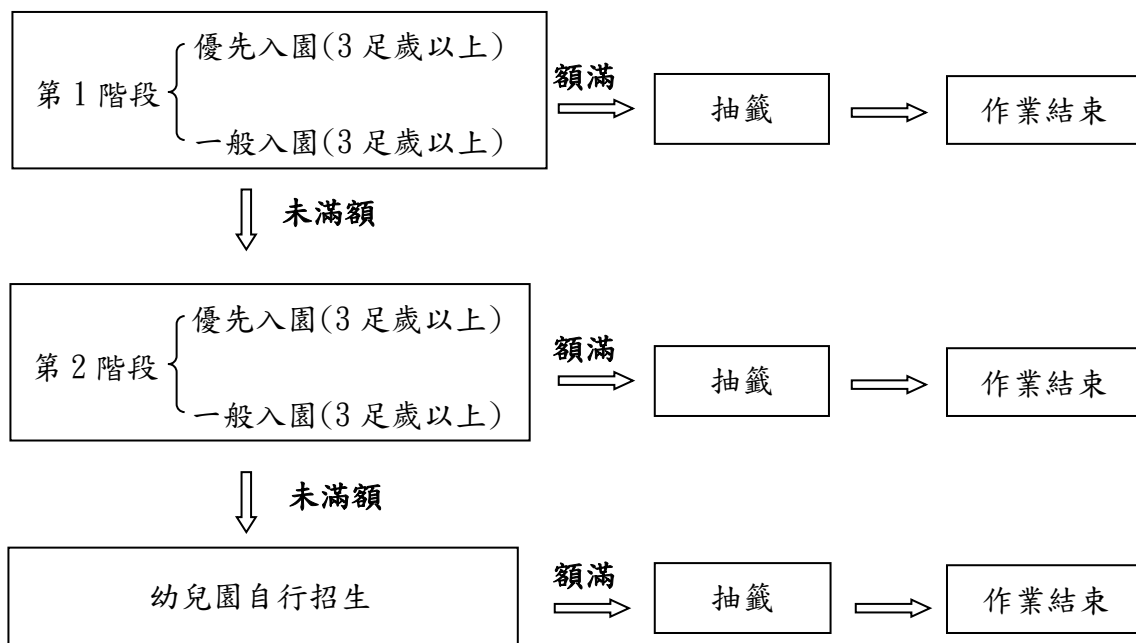 優先入園(3 足歲以上)
第 1 階段
一般入園(3 足歲以上)
額滿
抽籤
作業結束
未滿額
優先入園(3 足歲以上)
第 2 階段
一般入園(3 足歲以上)
額滿
抽籤
作業結束
未滿額
幼兒園自行招生
額滿
抽籤
作業結束